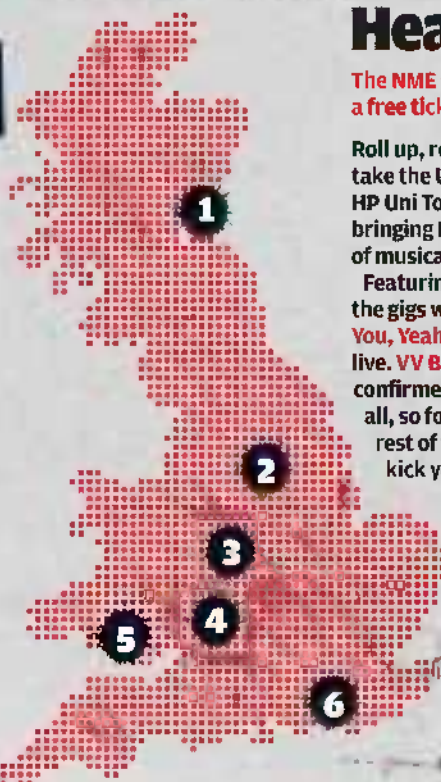 Hea
The NME
a free tick
Roll up, r
take the U
HP Uni To
bringing
of musica
Featurin
the gigs w
You, Yeah
live. VV B
confirme
all, so fo
rest of
kick y
1
2
3
4
5
6